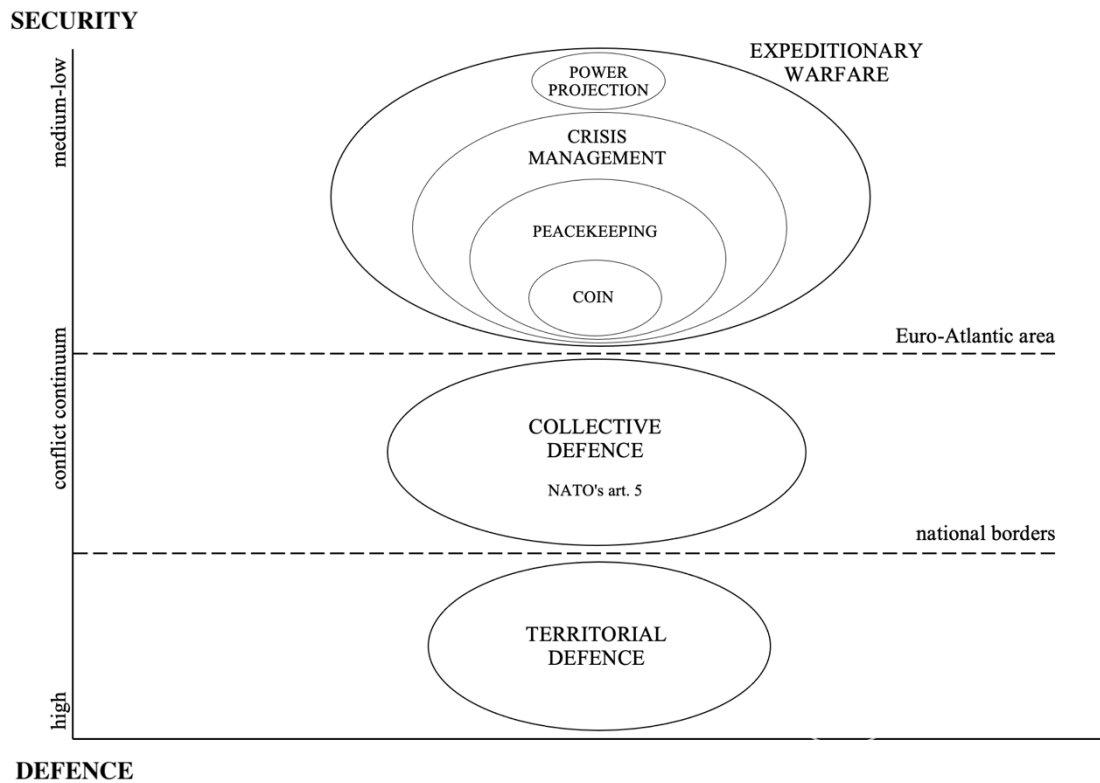 SECURITY
medium-low
EXPEDITIONARY
WARFARE
POWER
PROJECTION
CRISIS
MANAGEMENT
PEACEKEEPING
COIN
Euro-Atlantic area
conflict continuum
COLLECTIVE
DEFENCE
NATO's art. 5
national borders
TERRITORIAL
DEFENCE
high
DEFENCE